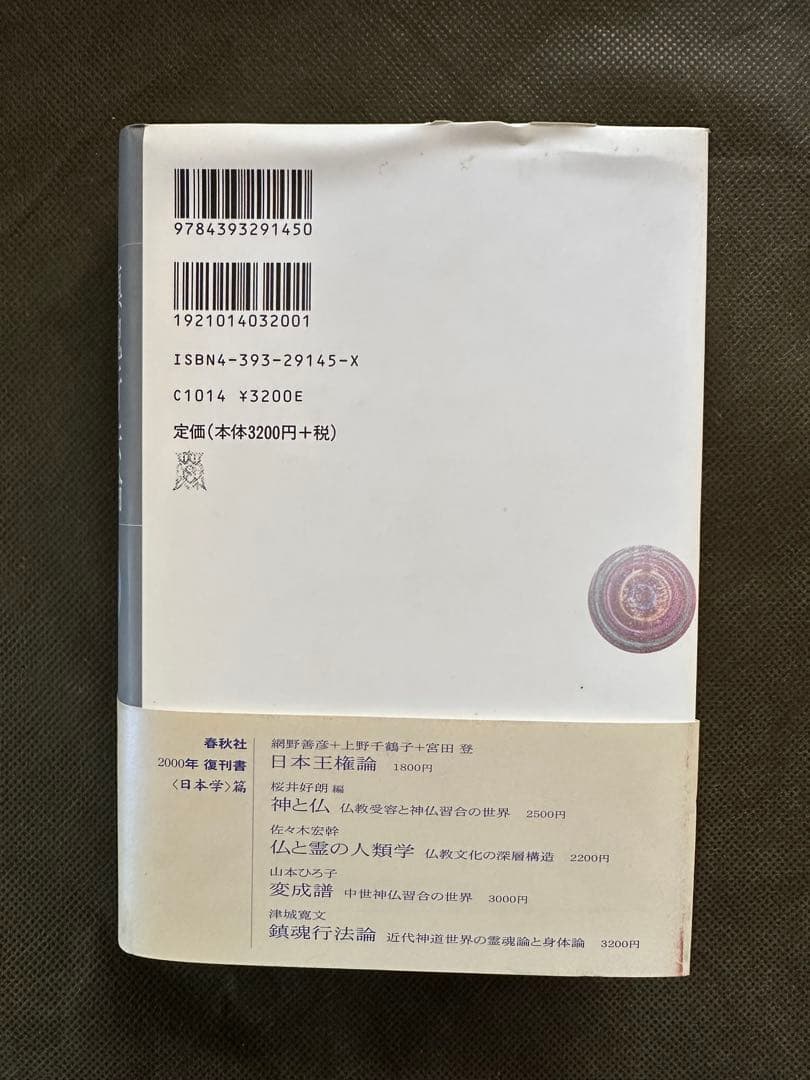 9784393291450
1921014032001
ISBN4-393-29145-X
C1014 ¥3200E
定価(本体3200円+税)
春秋社
2000年 復刊書
〈日本学〉篇
網野善彦+上野千鶴子+宮田 登
日本王権論 1800円
桜井好朗 編
神と仏 仏教受容と神仏習合の世界 2500円
佐々木宏幹
仏と霊の人類学 仏教文化の深層構造 2200円
山本ひろ子
変成譜 中世神仏習合の世界 3000円
津城寛文
鎮魂行法論 近代神道世界の霊魂論と身体論 3200円